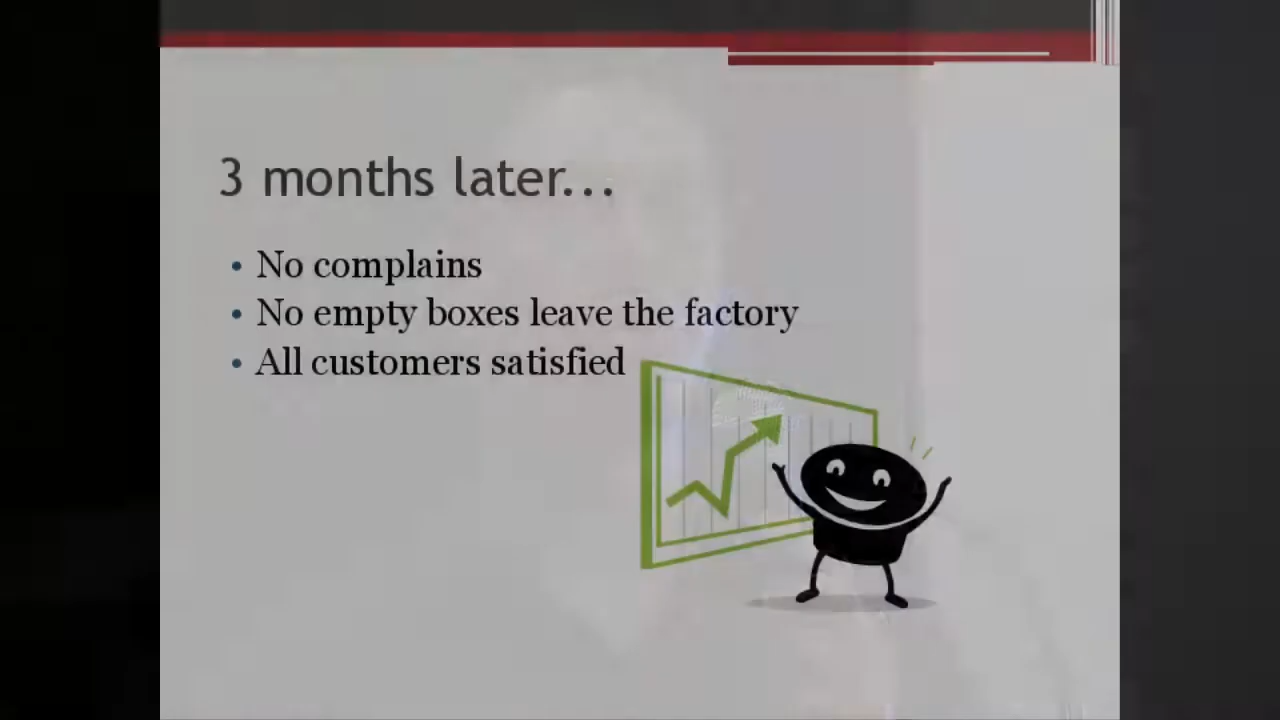 3 months later...
• No complains
• No empty boxes leave the factory
• All customers satisfied